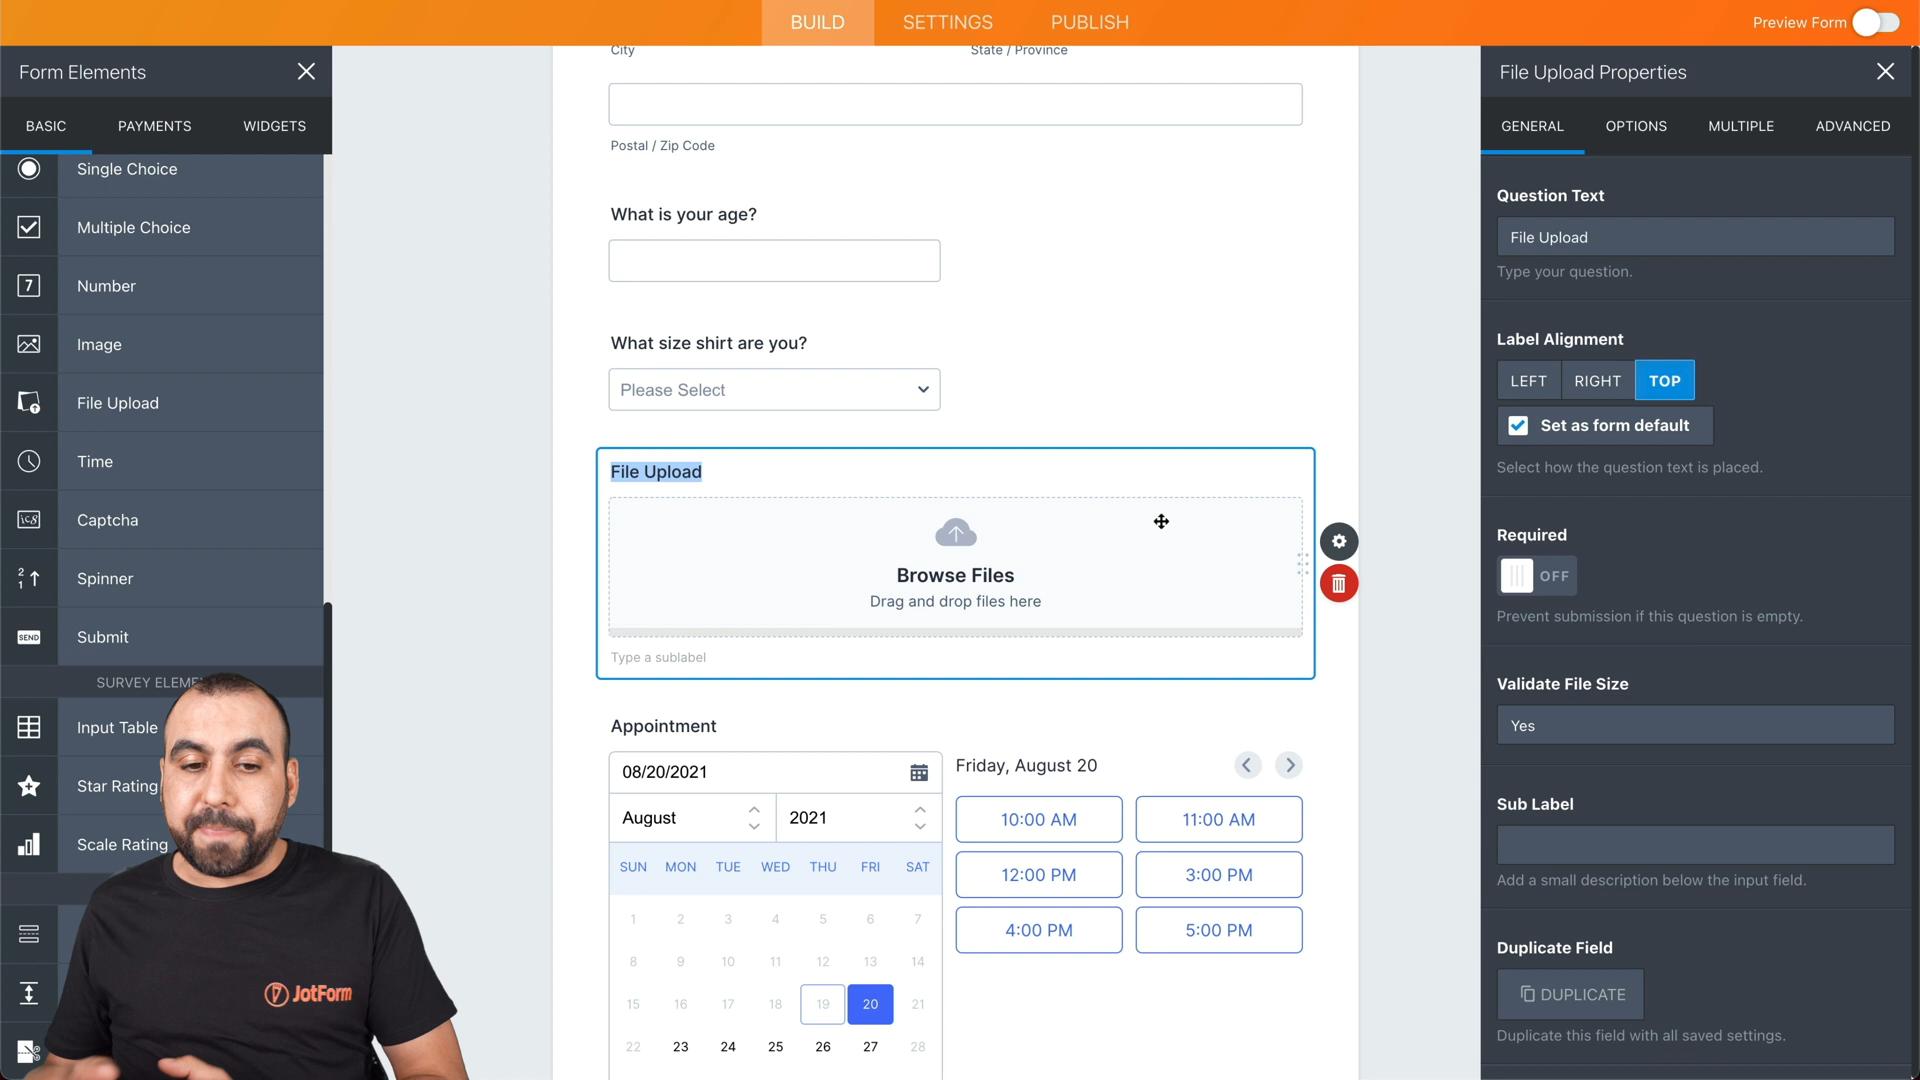 BUILD
SETTINGS
PUBLISH
Preview Form
Form Elements
BASIC
PAYMENTS
WIDGETS
Single Choice
Multiple Choice
7
Number
Image
File Upload
Time
Captcha
2
1
Spinner
SEND
Submit
SURVEY ELEME
Input Table
Star Rating
Scale Rating
JotForm
City
State / Province
Postal / Zip Code
What is your age?
What size shirt are you?
Please Select
File Upload
Browse Files
Drag and drop files here
Type a sublabel
Appointment
08/20/2021
August
2021
SUN MON TUE WED THU FRI SAT
1 2 3 4 5 6 7
8 9 10 11 12 13 14
15 16 17 18 19 20 21
22 23 24 25 26 27 28
Friday, August 20
10:00 AM
11:00 AM
12:00 PM
3:00 PM
4:00 PM
5:00 PM
File Upload Properties
GENERAL
OPTIONS
MULTIPLE
ADVANCED
Question Text
File Upload
Type your question.
Label Alignment
LEFT
RIGHT
TOP
Set as form default
Select how the question text is placed.
Required
OFF
Prevent submission if this question is empty.
Validate File Size
Yes
Sub Label
Add a small description below the input field.
Duplicate Field
DUPLICATE
Duplicate this field with all saved settings.